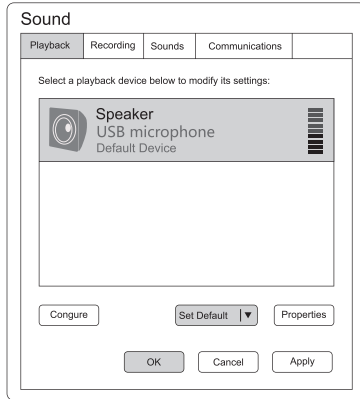 Sound
Playback Recording Sounds Communications
Select a playback device below to modify its settings:
Speaker
USB microphone
Default Device
Congure Set Default Properties
OK Cancel Apply